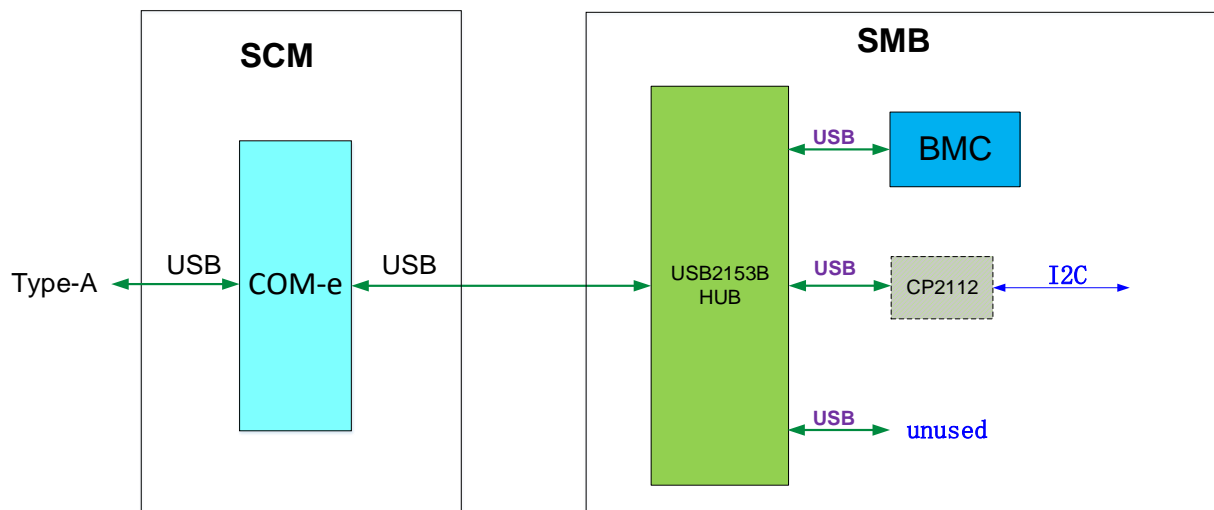 SCM
SMB
USB
BMC
Type-A
USB
COM-e
USB
USB2153B
HUB
USB
CP2112
I2C
USB
unused